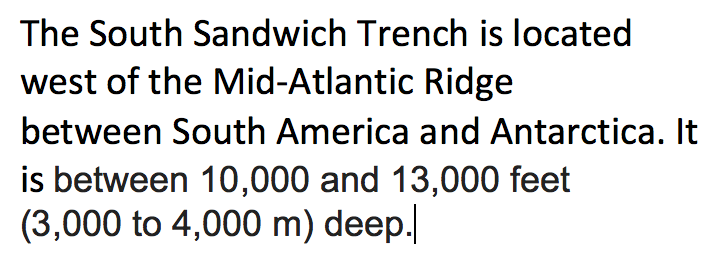 The South Sandwich Trench is located
west of the Mid-Atlantic Ridge
between South America and Antarctica. It
is between 10,000 and 13,000 feet
(3,000 to 4,000 m) deep.